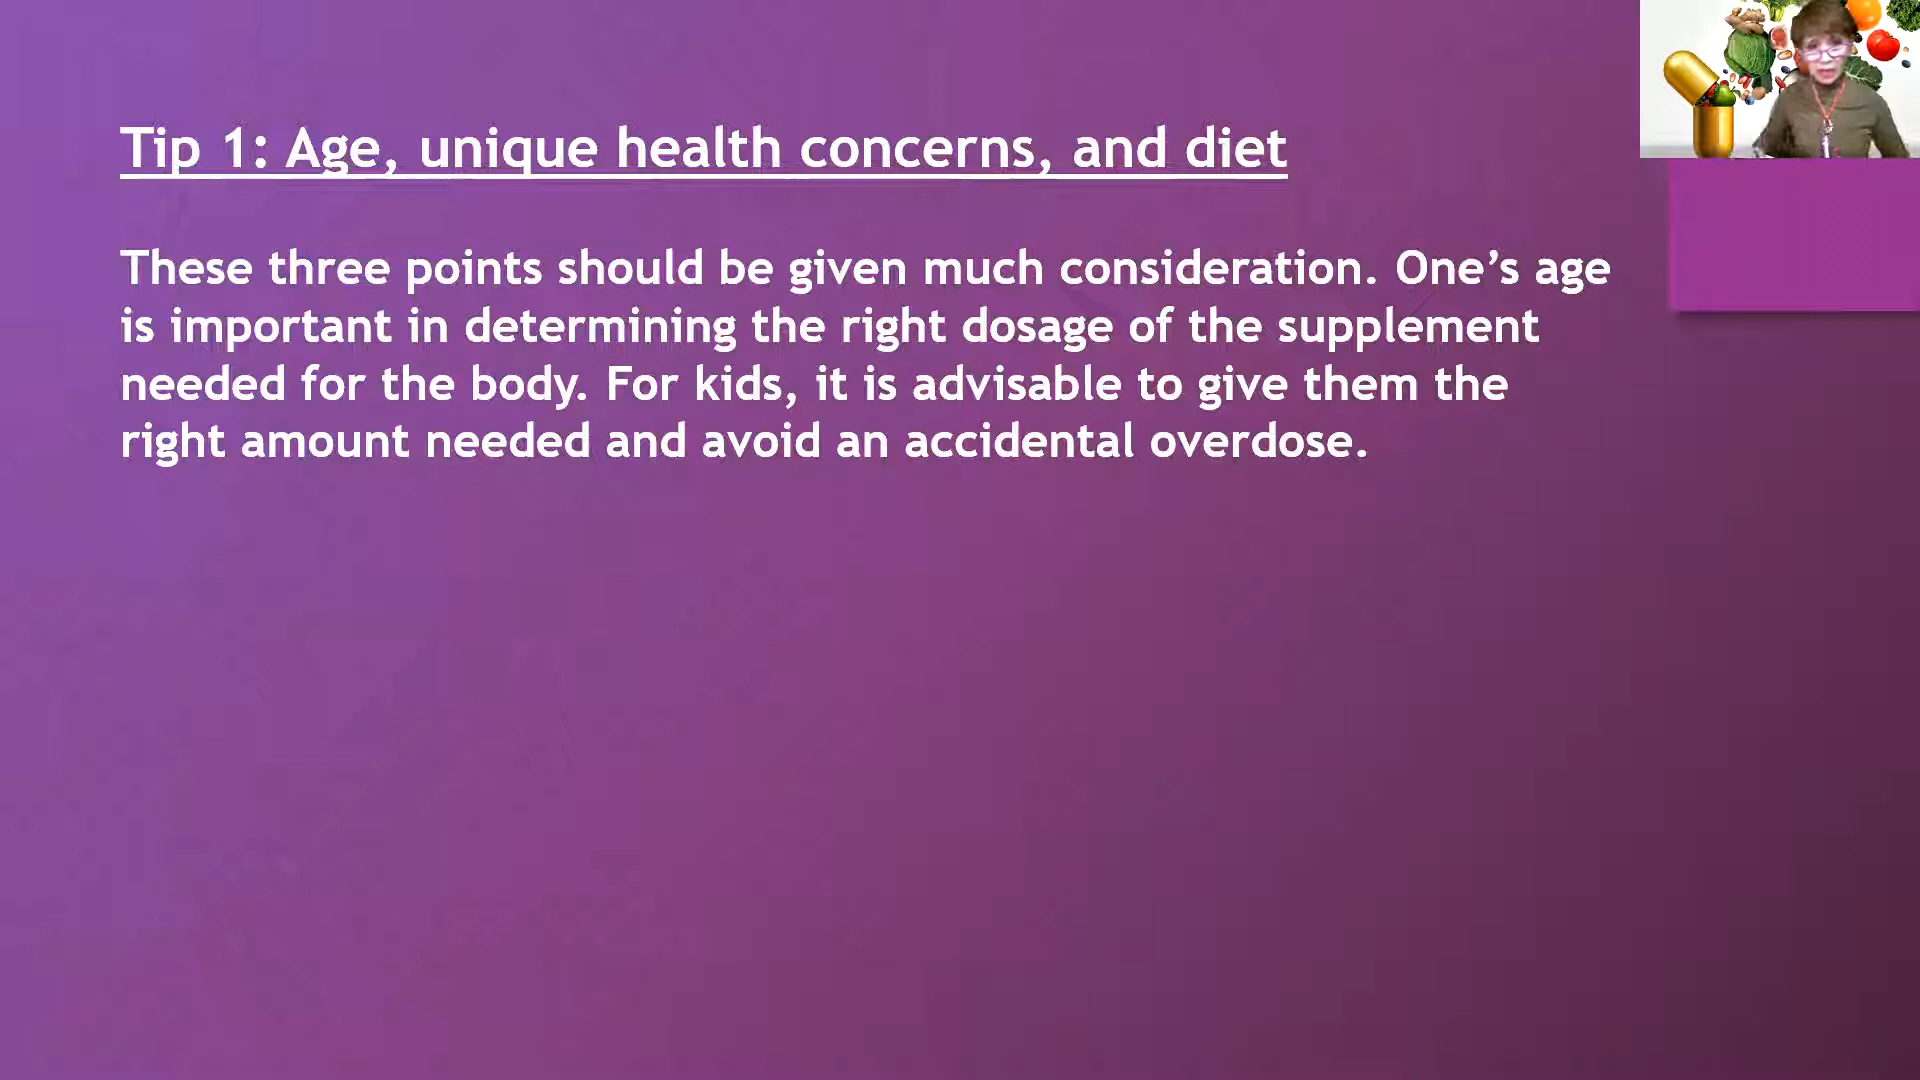 Tip 1: Age, unique health concerns, and diet
These three points should be given much consideration. One’s age
is important in determining the right dosage of the supplement
needed for the body. For kids, it is advisable to give them the
right amount needed and avoid an accidental overdose.